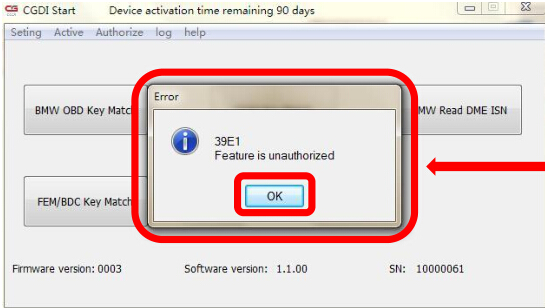 CG CGDI Start Device activation time remaining 90 days
Seting Active Authorize log help
Error
BMW OBD Key Match
MW Read DME ISN
39E1
Feature is unauthorized
OK
FEM/BDC Key Match
Firmware version: 0003 Software version: 1.1.00 SN: 10000061